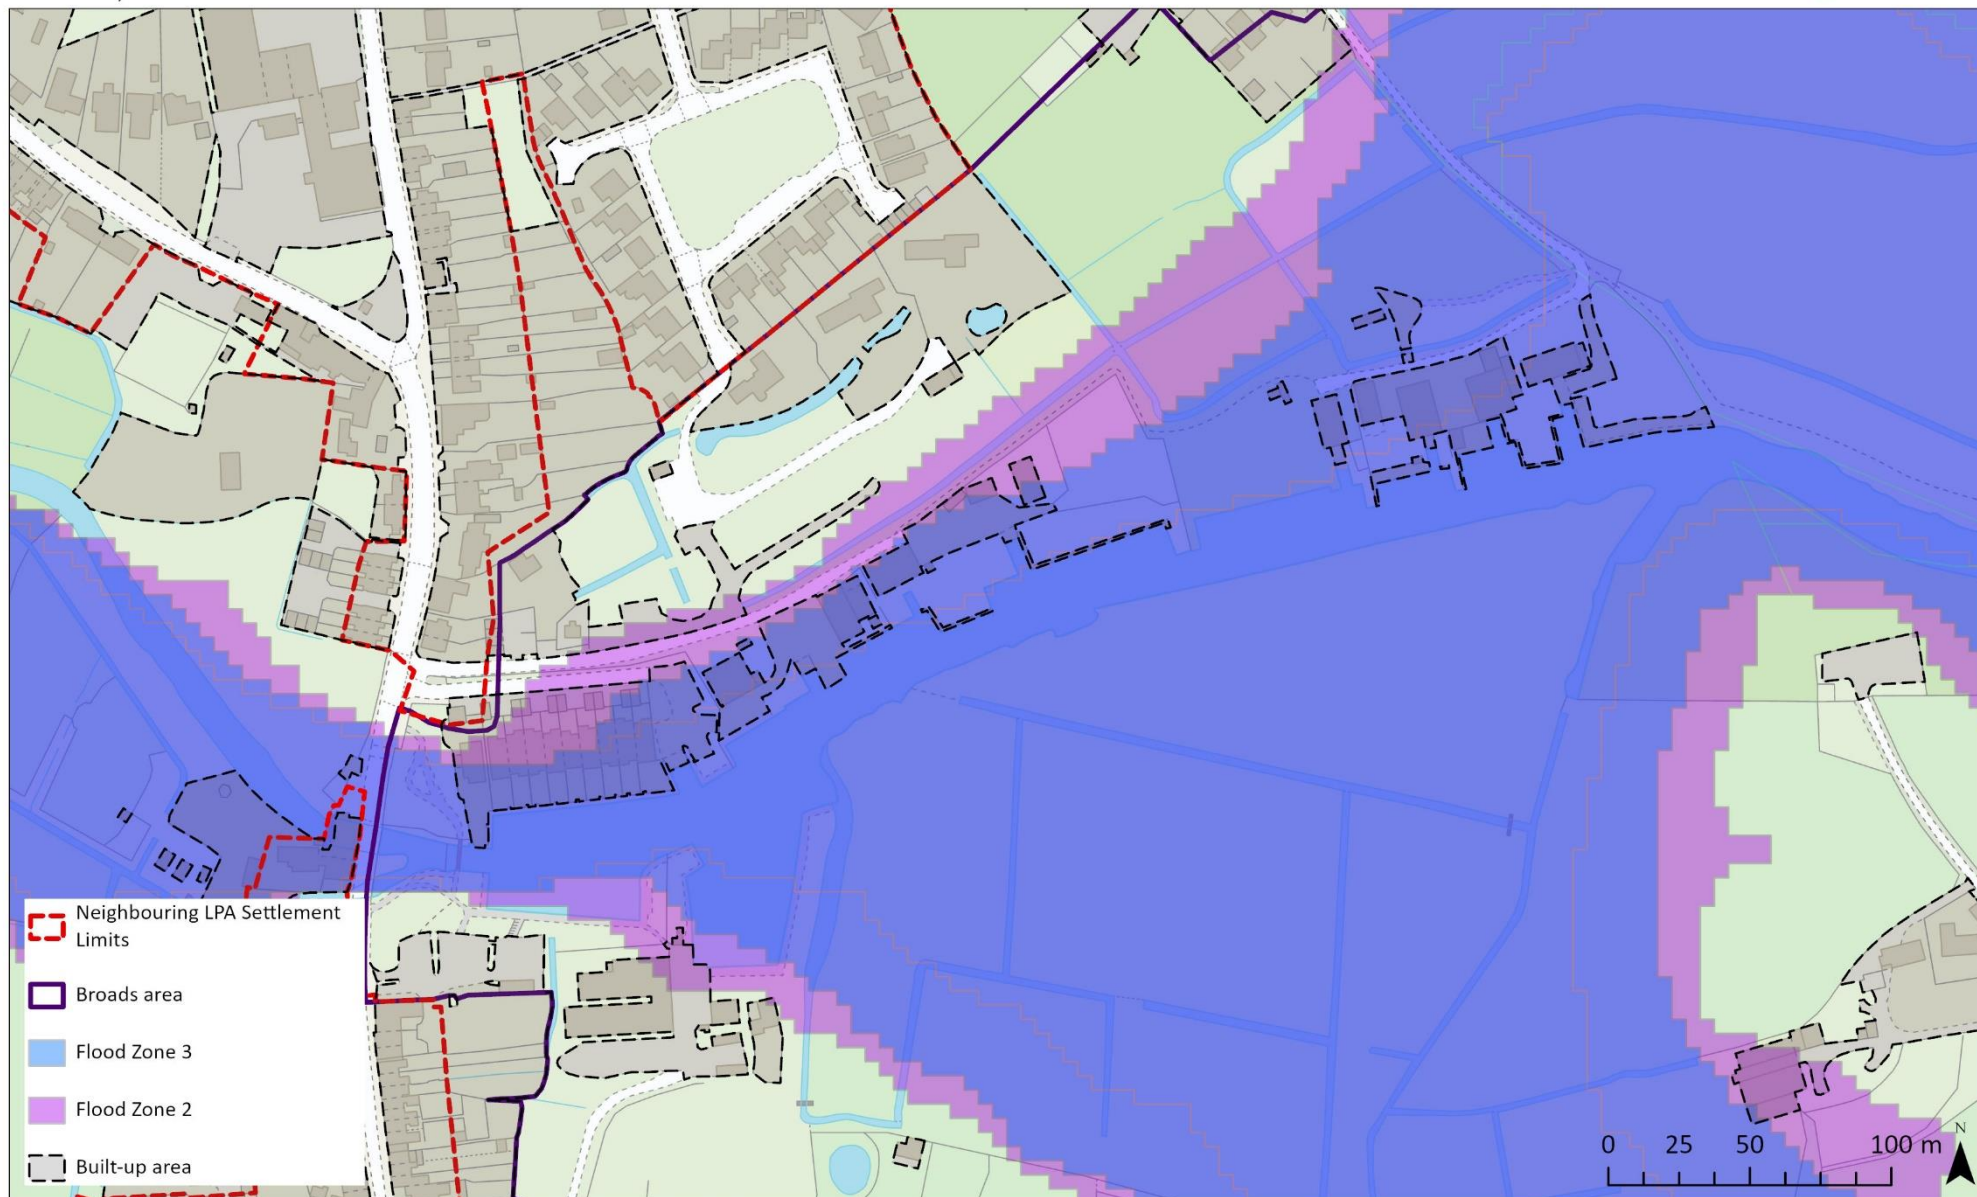 Neighbouring LPA Settlement
Limits
Broads area
Flood Zone 3
Flood Zone 2
Built-up area
0 25 50 100 m
N